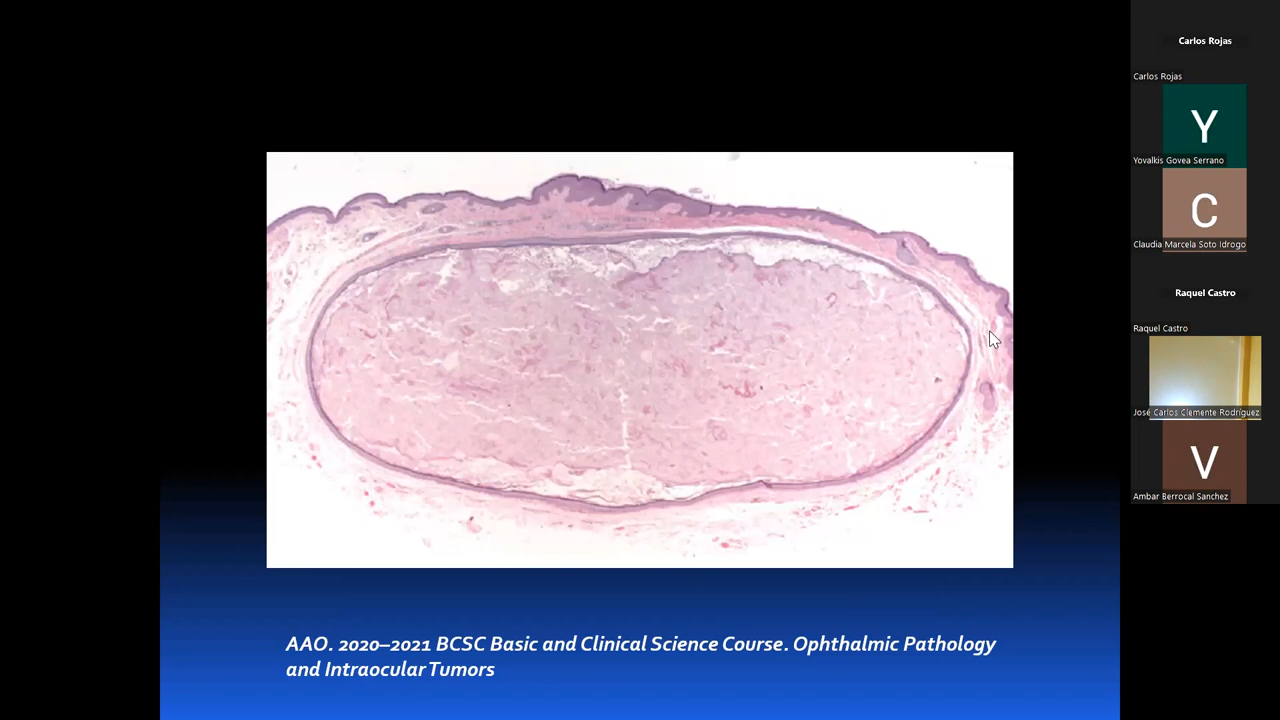 AAO. 2020–2021 BCSC Basic and Clinical Science Course. Ophthalmic Pathology
and Intraocular Tumors
Carlos Rojas
Carlos Rojas
Y
Yovalkis Govea Serrano
C
Claudia Marcela Soto Idrogo
Raquel Castro
Raquel Castro
José Carlos Clemente Rodríguez
V
Ambar Berrocal Sanchez